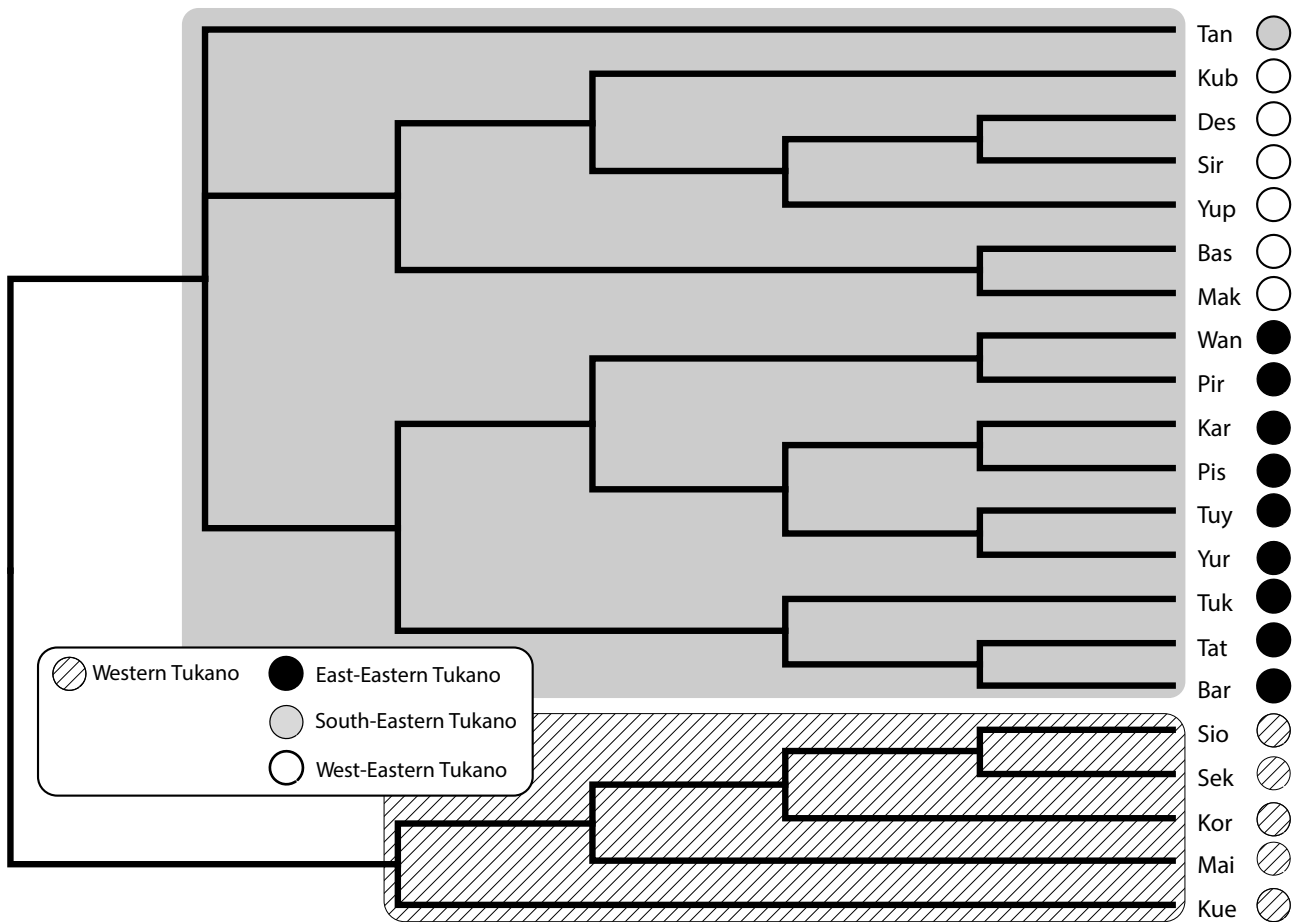 Tan
Kub
Des
Sir
Yup
Bas
Mak
Wan
Pir
Kar
Pis
Tuy
Yur
Tuk
Tat
Bar
Sio
Sek
Kor
Mai
Kue
Western Tukano
East-Eastern Tukano
South-Eastern Tukano
West-Eastern Tukano